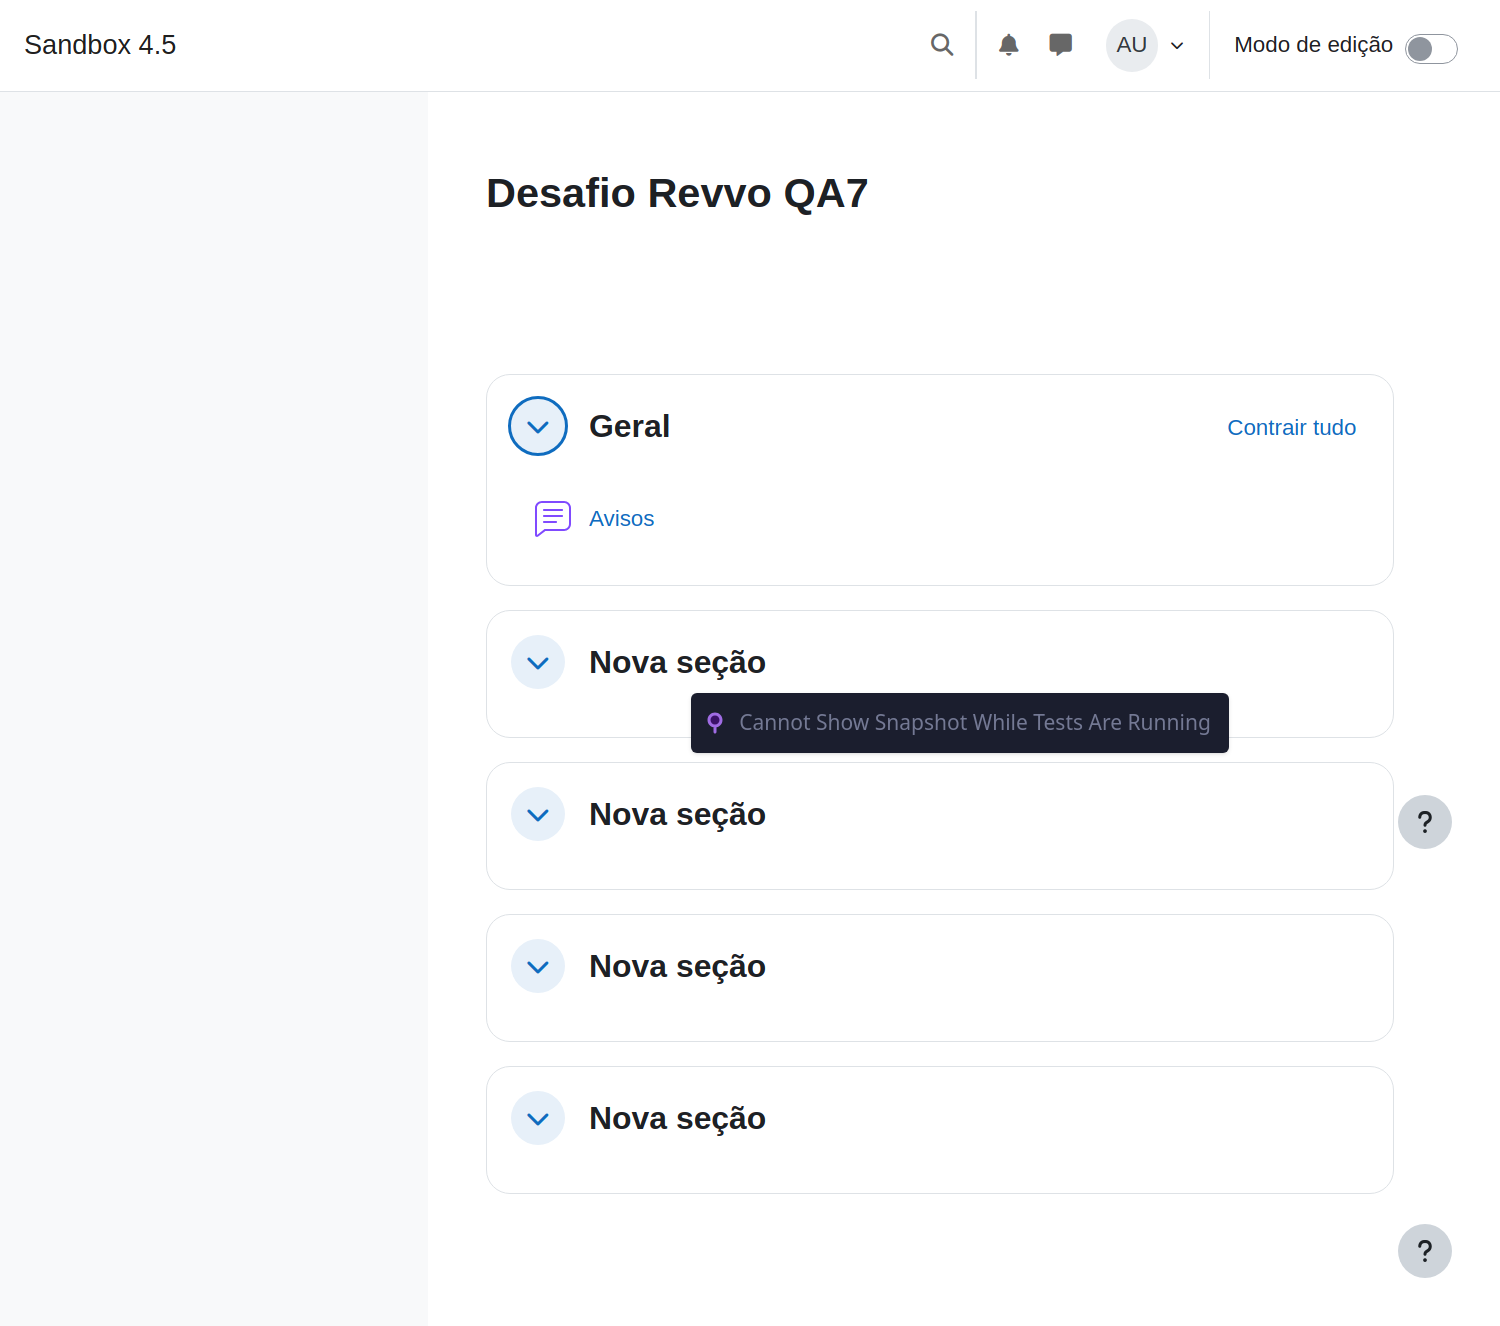 Sandbox 4.5
AU
Modo de edição
Desafio Revvo QA7
Geral
Contrair tudo
Avisos
Nova seção
Cannot Show Snapshot While Tests Are Running
Nova seção
?
Nova seção
Nova seção
?